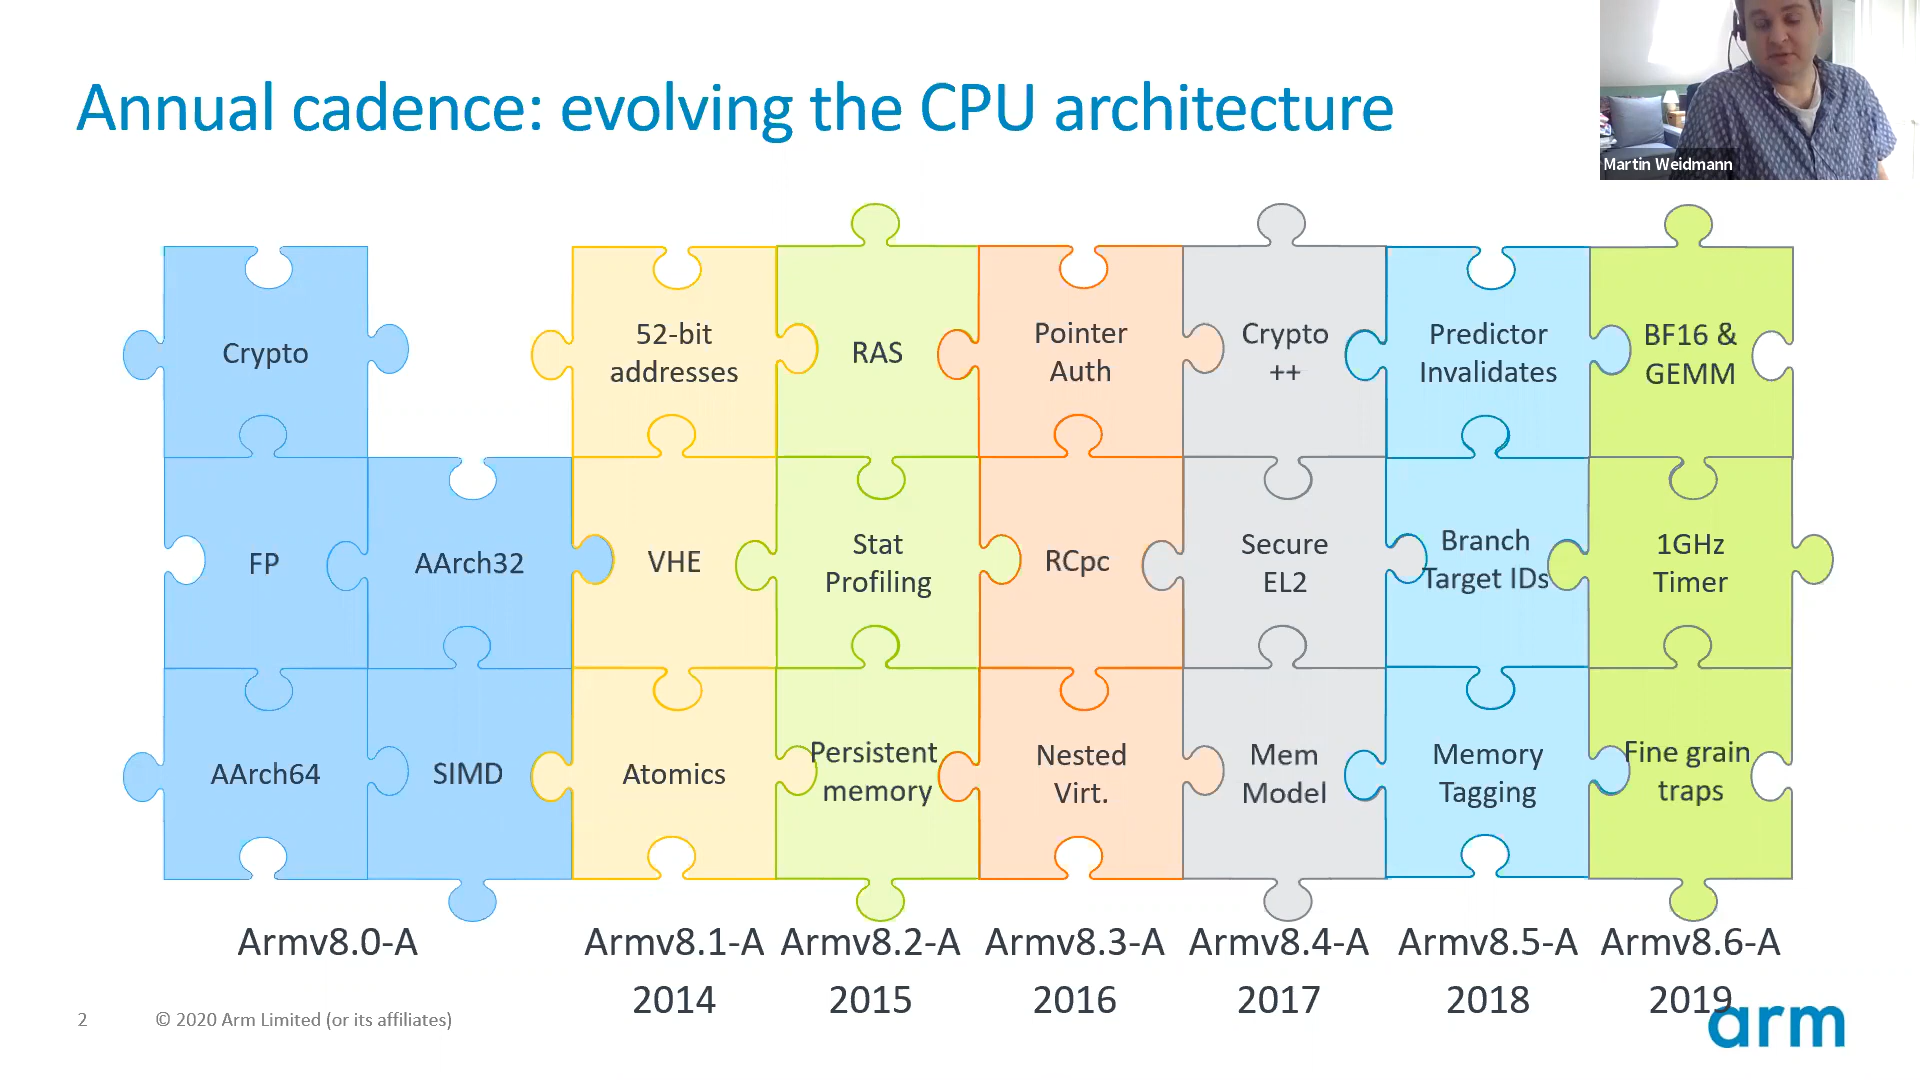 Annual cadence: evolving the CPU architecture
Martin Weidmann
Crypto
52-bit
addresses
RAS
Pointer
Auth
Crypto
++
Predictor
Invalidates
BF16 &
GEMM
FP
AArch32
VHE
Stat
Profiling
RCpc
Secure
EL2
Branch
Target IDs
1GHz
Timer
AArch64
SIMD
Atomics
Persistent
memory
Nested
Virt.
Mem
Model
Memory
Tagging
Fine grain
traps
Armv8.0-A
Armv8.1-A
Armv8.2-A
Armv8.3-A
Armv8.4-A
Armv8.5-A
Armv8.6-A
2014
2015
2016
2017
2018
2019
2
© 2020 Arm Limited (or its affiliates)
arm